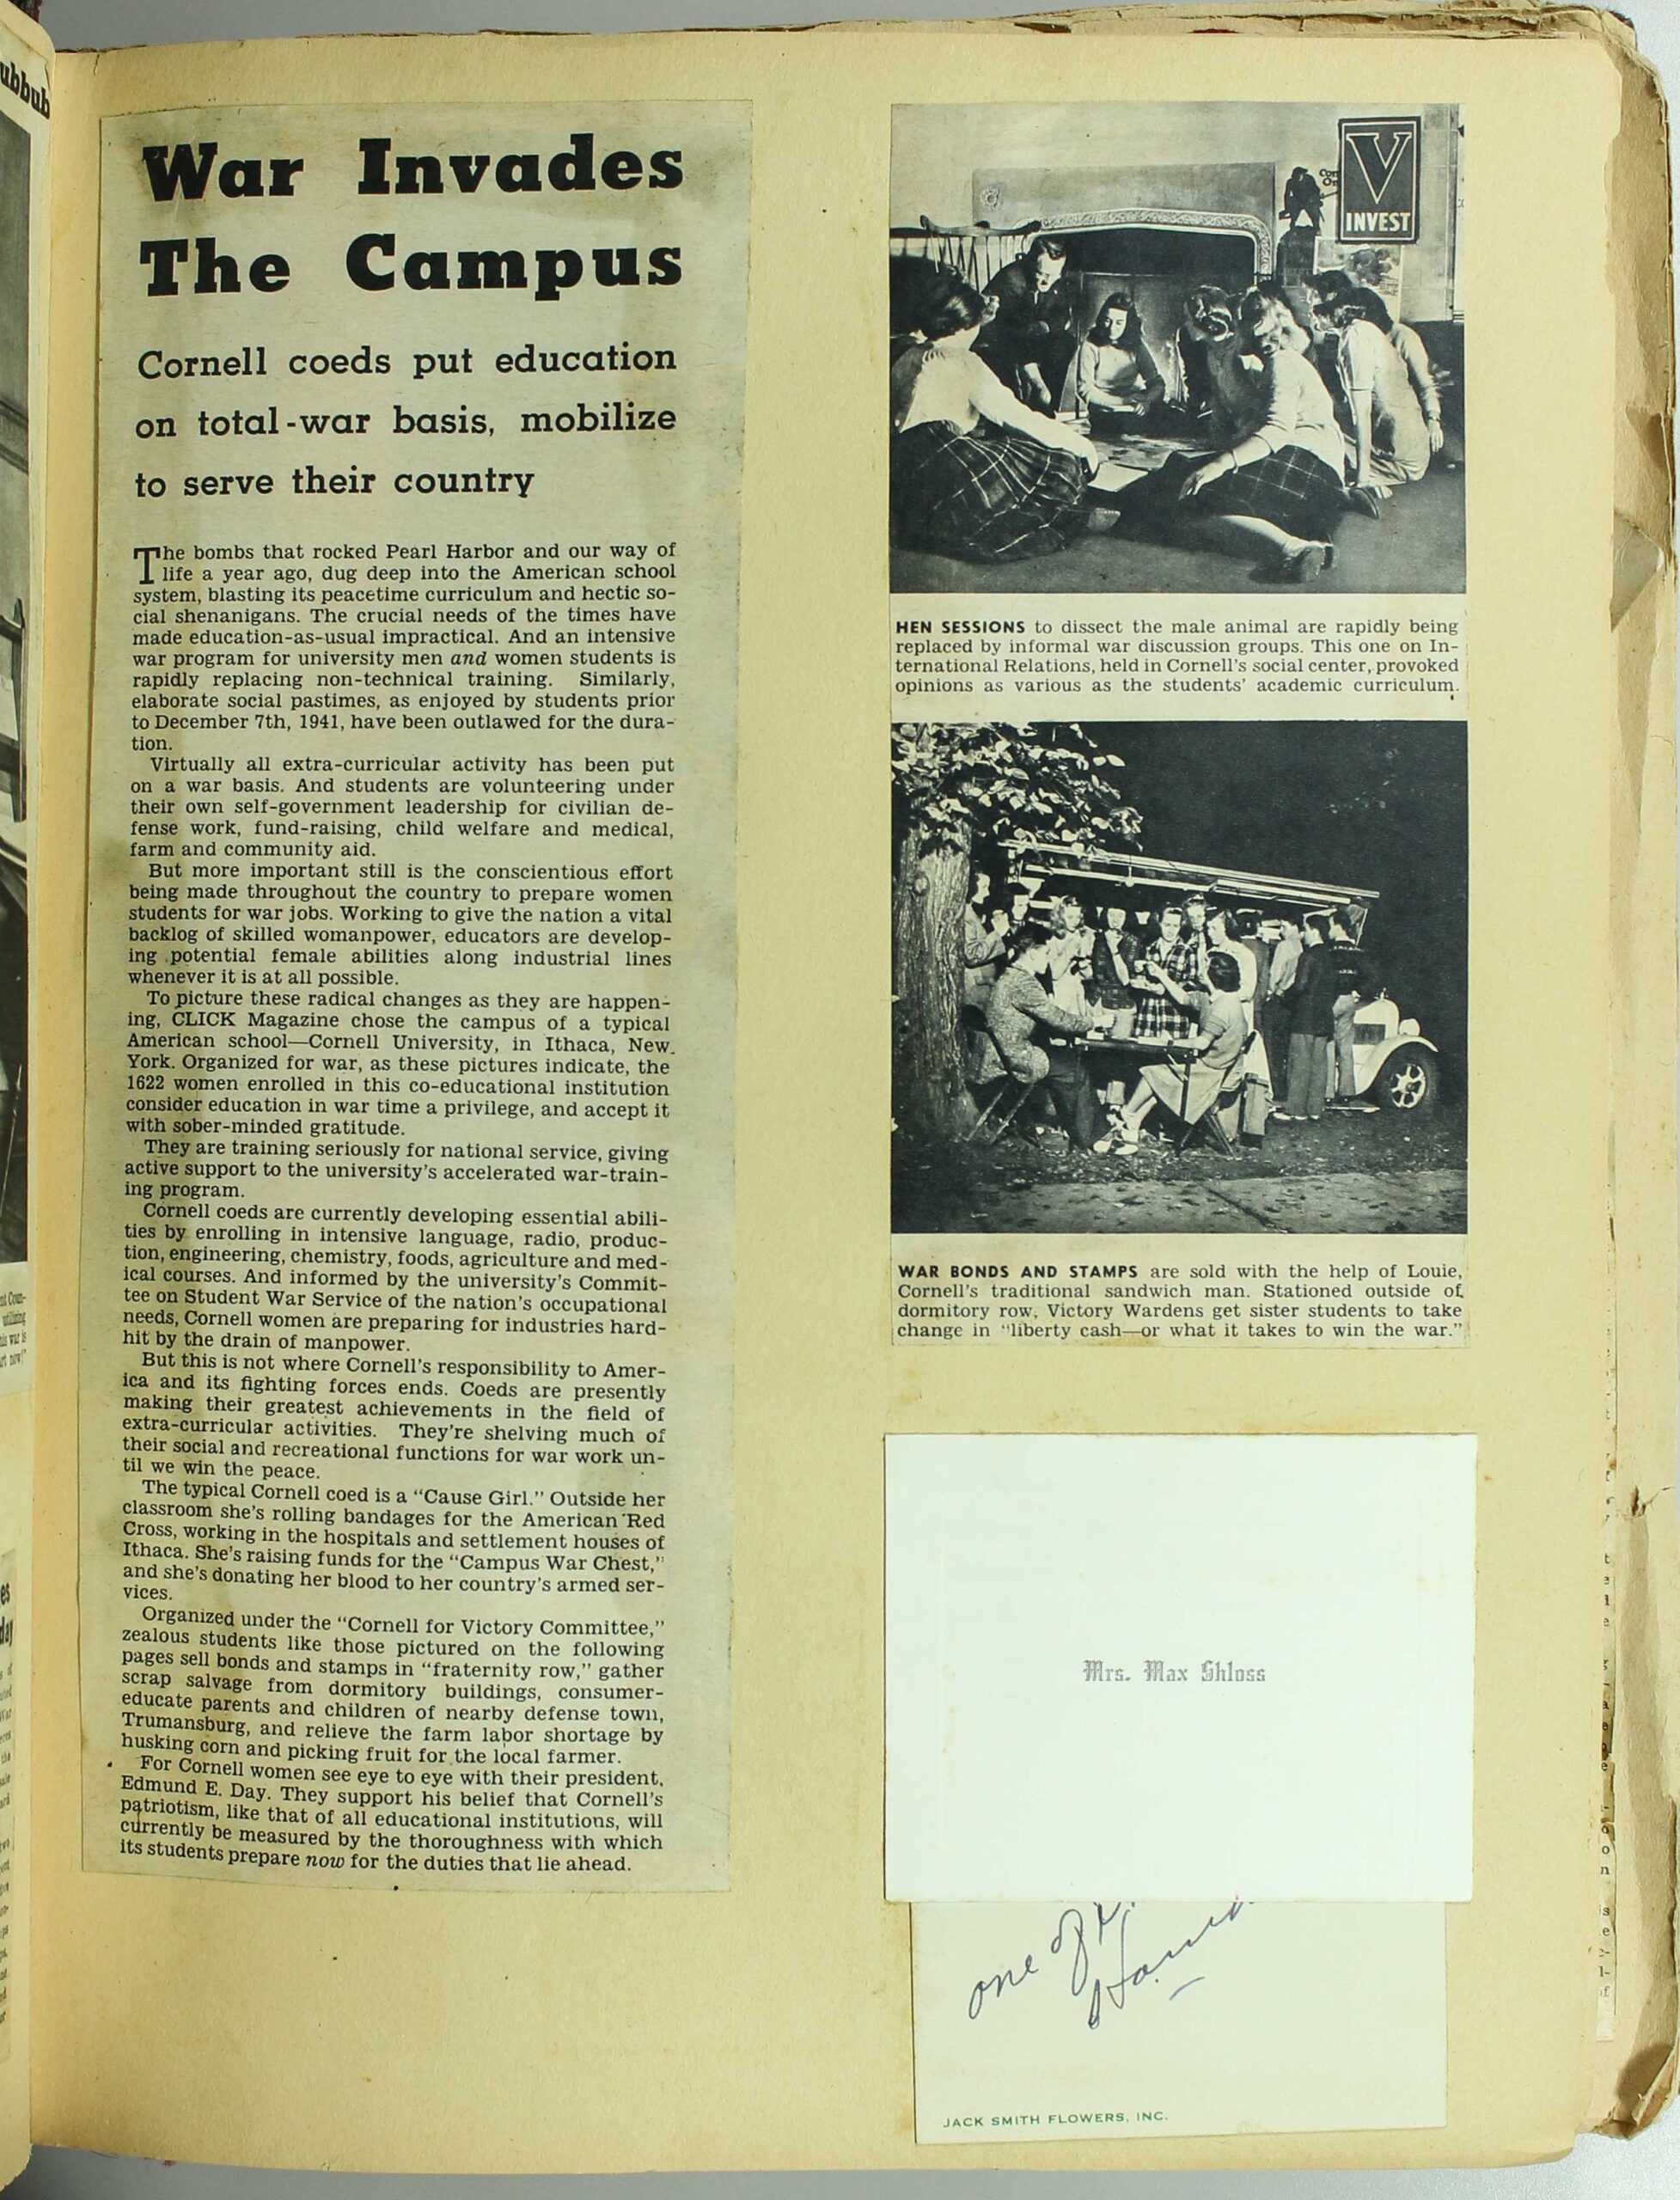 War Invades
The Campus
Cornell coeds put education
on total-war basis, mobilize
to serve their country
The bombs that rocked Pearl Harbor and our way of
life a year ago, dug deep into the American school
system, blasting its peacetime curriculum and hectic so-
cial shenanigans. The crucial needs of the times have
made education-as-usual impractical. And an intensive
war program for university men and women students is
rapidly replacing non-technical training. Similarly,
elaborate social pastimes, as enjoyed by students prior
to December 7th, 1941, have been outlawed for the dura-
tion.
Virtually all extra-curricular activity has been put
on a war basis. And students are volunteering under
their own self-government leadership for civilian de-
fense work, fund-raising, child welfare and medical,
farm and community aid.
But more important still is the conscientious effort
being made throughout the country to prepare women
students for war jobs. Working to give the nation a vital
backlog of skilled womanpower, educators are develop-
ing potential female abilities along industrial lines
whenever it is at all possible.
To picture these radical changes as they are happen-
ing, CLICK Magazine chose the campus of a typical
American school—Cornell University, in Ithaca, New
York. Organized for war, as these pictures indicate, the
1622 women enrolled in this co-educational institution
consider education in war time a privilege, and accept it
with sober-minded gratitude.
They are training seriously for national service, giving
active support to the university's accelerated war-train-
ing program.
Cornell coeds are currently developing essential abili-
ties by enrolling in intensive language, radio, produc-
tion, engineering, chemistry, foods, agriculture and med-
ical courses. And informed by the university's Commit-
tee on Student War Service of the nation's occupational
needs, Cornell women are preparing for industries hard-
hit by the drain of manpower.
But this is not where Cornell's responsibility to Amer-
ica and its fighting forces ends. Coeds are presently
making their greatest achievements in the field of
extra-curricular activities. They're shelving much of
their social and recreational functions for war work un-
til we win the peace.
The typical Cornell coed is a "Cause Girl." Outside her
classroom she's rolling bandages for the American Red
Cross, working in the hospitals and settlement houses of
Ithaca. She's raising funds for the "Campus War Chest,"
and she's donating her blood to her country's armed ser-
vices.
Organized under the "Cornell for Victory Committee,"
zealous students like those pictured on the following
pages sell bonds and stamps in "fraternity row," gather
scrap salvage from dormitory buildings, consumer-
educate parents and children of nearby defense town,
Trumansburg, and relieve the farm labor shortage by
husking corn and picking fruit for the local farmer.
For Cornell women see eye to eye with their president,
Edmund E. Day. They support his belief that Cornell's
patriotism, like that of all educational institutions, will
currently be measured by the thoroughness with which
its students prepare now for the duties that lie ahead.
V
INVEST
HEN SESSIONS to dissect the male animal are rapidly being
replaced by informal war discussion groups. This one on In-
ternational Relations, held in Cornell's social center, provoked
opinions as various as the students' academic curriculum.
WAR BONDS AND STAMPS are sold with the help of Louie,
Cornell's traditional sandwich man. Stationed outside of
dormitory row, Victory Wardens get sister students to take
change in "liberty cash—or what it takes to win the war."
Mrs. Max Shloss
one of
JACK SMITH FLOWERS, INC.